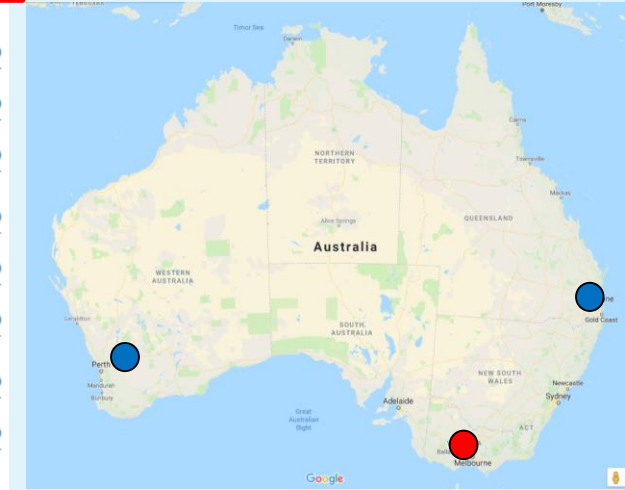 Port Moresby
Timor Sea
Darwin
Cairns
NORTHERN
TERRITORY
Townsville
Mackay
QUEENSLAND
Alice Springs
Australia
WESTERN
AUSTRALIA
Gold Coast
Geraldton
SOUTH
AUSTRALIA
Perth
NEW SOUTH
WALES
Mandurah
Bunbury
Newcastle
Adelaide
Sydney
Great
Australian
Bight
ACT
Melbourne
Google